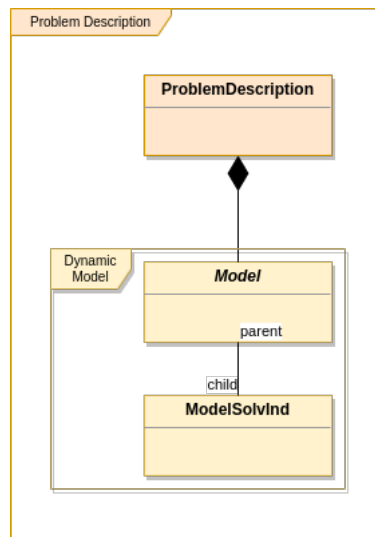 Problem Description
ProblemDescription
Dynamic
Model
Model
parent
child
ModelSolvInd